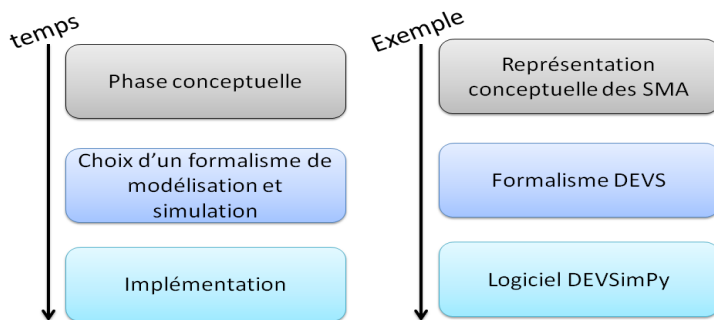 temps
Phase conceptuelle
Choix d'un formalisme de
modélisation et
simulation
Implémentation
Exemple
Représentation
conceptuelle des SMA
Formalisme DEVS
Logiciel DEVSimPy